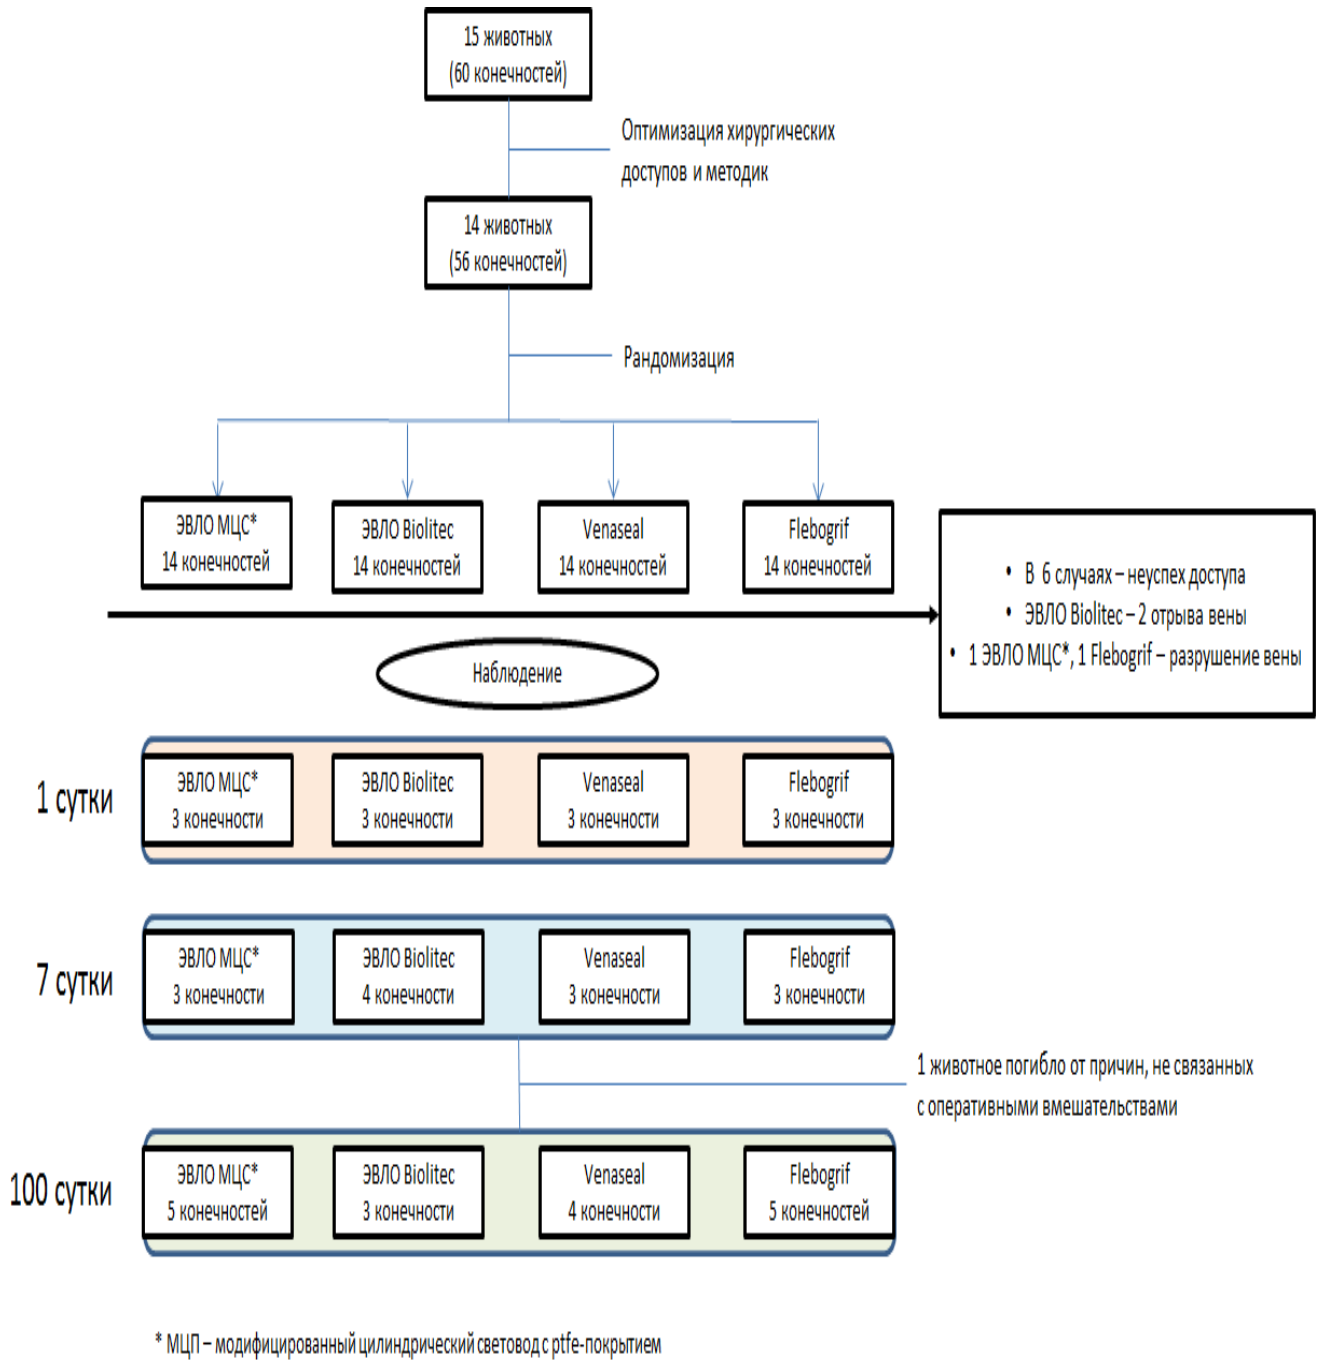 15 животных
(60 конечностей)
Оптимизация хирургических
доступов и методик
14 животных
(56 конечностей)
Рандомизация
ЭВЛО МЦС*
14 конечностей
ЭВЛО Biolitec
14 конечностей
Venaseal
14 конечностей
Flebogrif
14 конечностей
• В 6 случаях – неуспех доступа
• ЭВЛО Biolitec – 2 отрыва вены
• 1 ЭВЛО МЦС*, 1 Flebogrif – разрушение вены
Наблюдение
1 сутки
ЭВЛО МЦС*
3 конечности
ЭВЛО Biolitec
3 конечности
Venaseal
3 конечности
Flebogrif
3 конечности
7 сутки
ЭВЛО МЦС*
3 конечности
ЭВЛО Biolitec
4 конечности
Venaseal
3 конечности
Flebogrif
3 конечности
1 животное погибло от причин, не связанных
с оперативными вмешательствами
100 сутки
ЭВЛО МЦС*
5 конечностей
ЭВЛО Biolitec
3 конечности
Venaseal
4 конечности
Flebogrif
5 конечностей
* МЦП – модифицированный цилиндрический световод с ptfe-покрытием